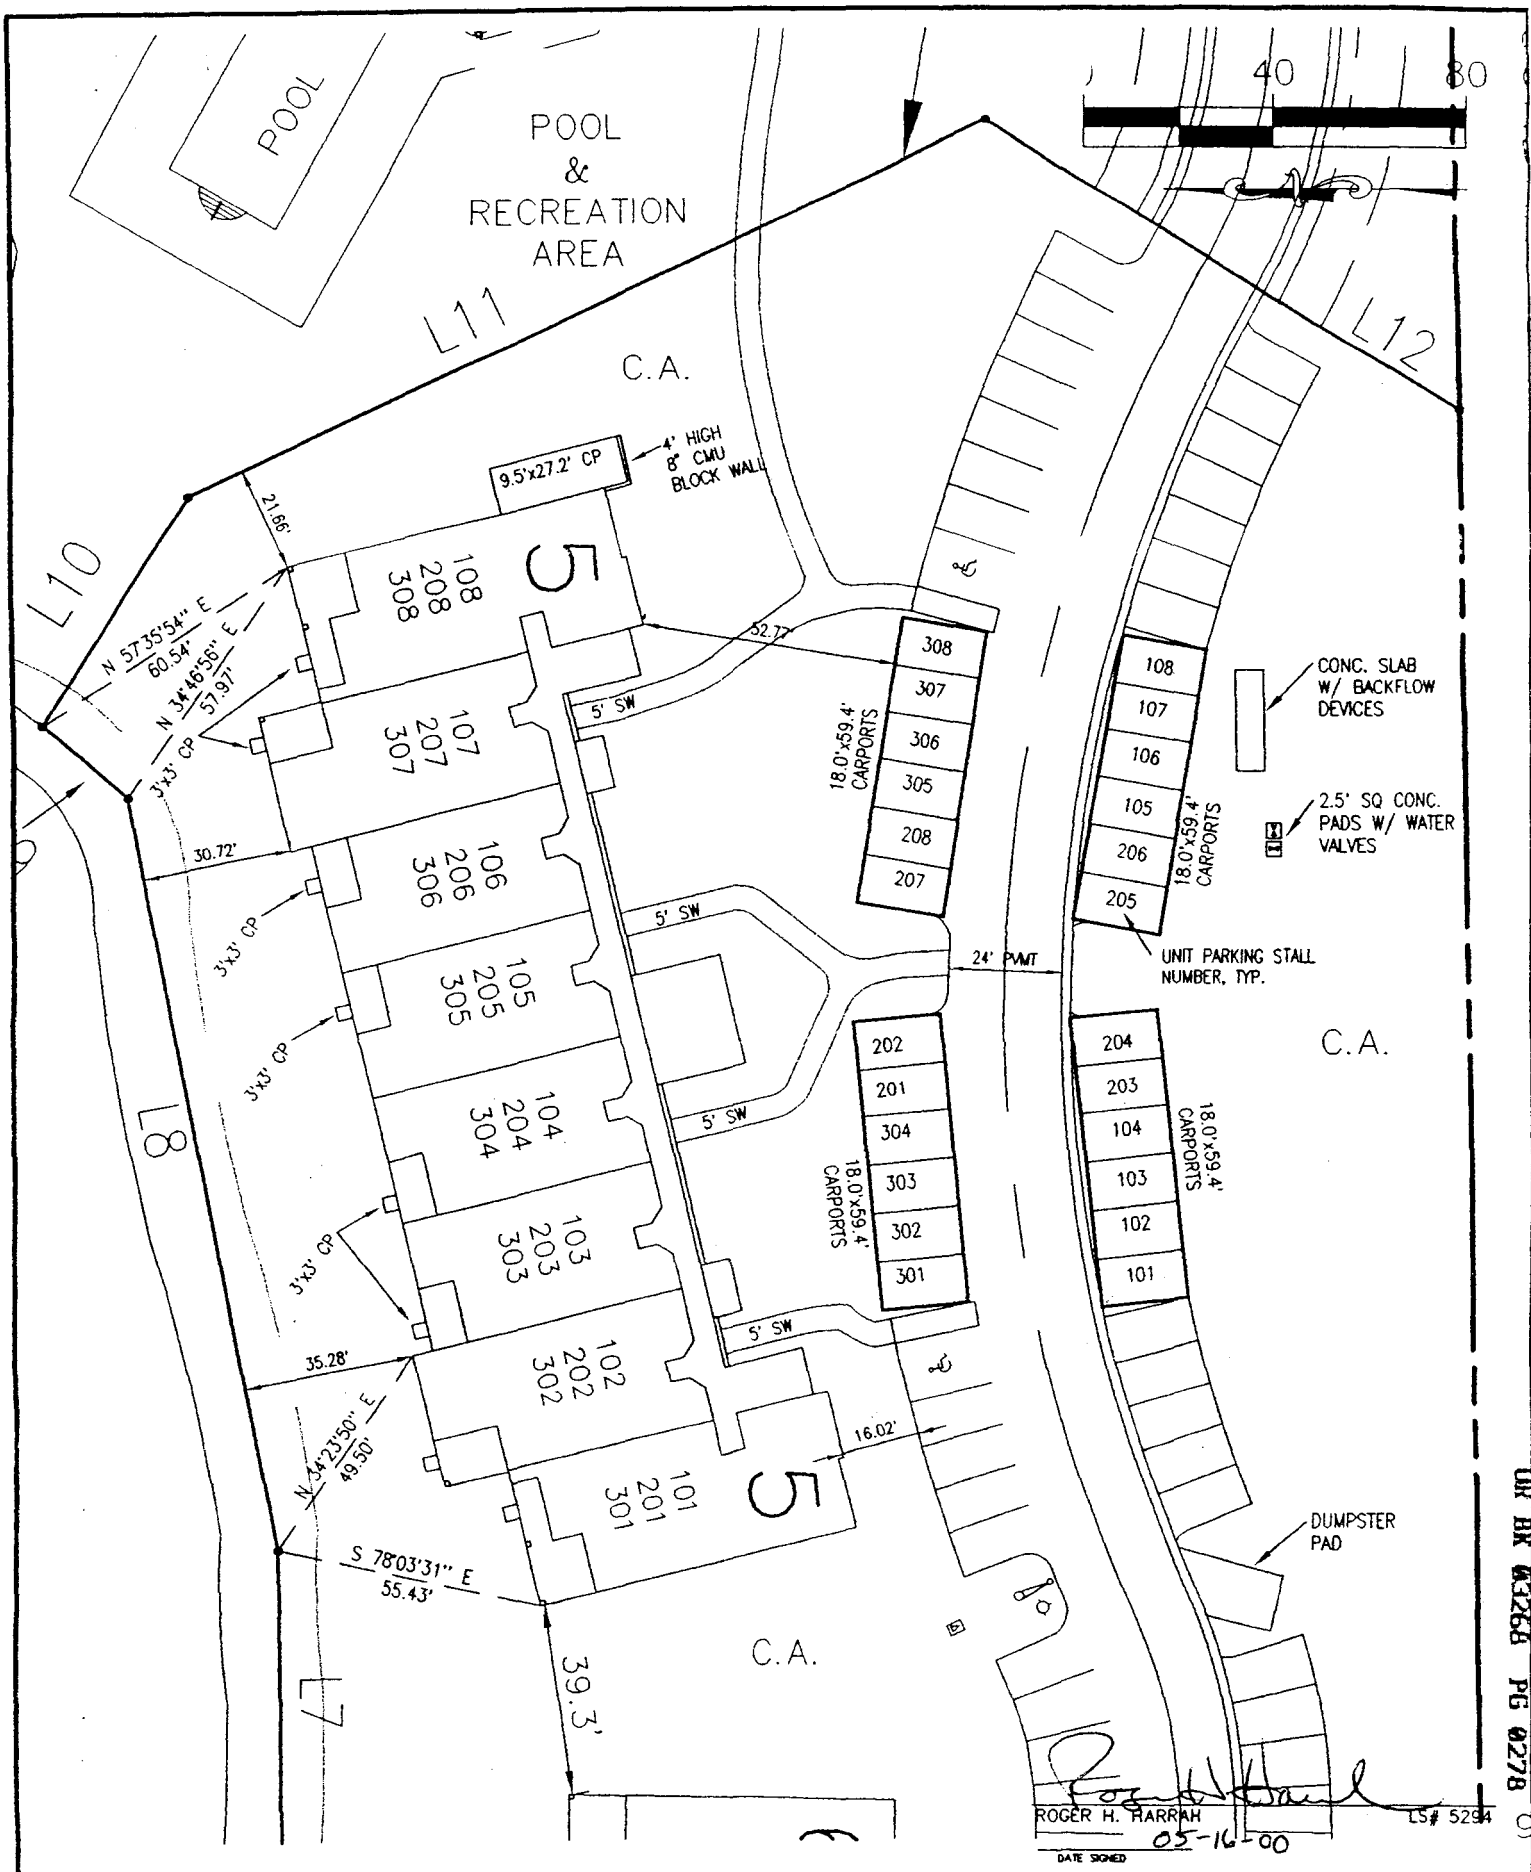 40
80
POOL
POOL
&
RECREATION
AREA
L11
L12
C.A.
4' HIGH
8" CMU
BLOCK WALL
9.5'x27.2' CP
21.66'
L10
5
108
208
308
N 57°35'54" E
60.54'
N 34°46'56" E
57.97'
3'x3' CP
52.77'
5' SW
107
207
307
308
307
306
305
208
207
18.0'x59.4'
CARPORTS
108
107
106
105
206
205
18.0'x59.4'
CARPORTS
CONC. SLAB
W/ BACKFLOW
DEVICES
2.5' SQ CONC.
PADS W/ WATER
VALVES
30.72'
106
206
306
3'x3' CP
5' SW
24' PVMT
UNIT PARKING STALL
NUMBER, TYP.
105
205
305
3'x3' CP
C.A.
202
201
304
303
302
301
18.0'x59.4'
CARPORTS
204
203
104
103
102
101
18.0'x59.4'
CARPORTS
L8
104
204
304
5' SW
103
203
303
3'x3' CP
5' SW
35.28'
102
202
302
N 34°23'50" E
49.50'
16.02'
5
101
201
301
DUMPSTER
PAD
S 78°03'31" E
55.43'
C.A.
39.3'
L7
OR BK 03268 PG 0278
Roger H. Harrah
ROGER H. HARRAH
LS# 5294
05-16-00
DATE SIGNED